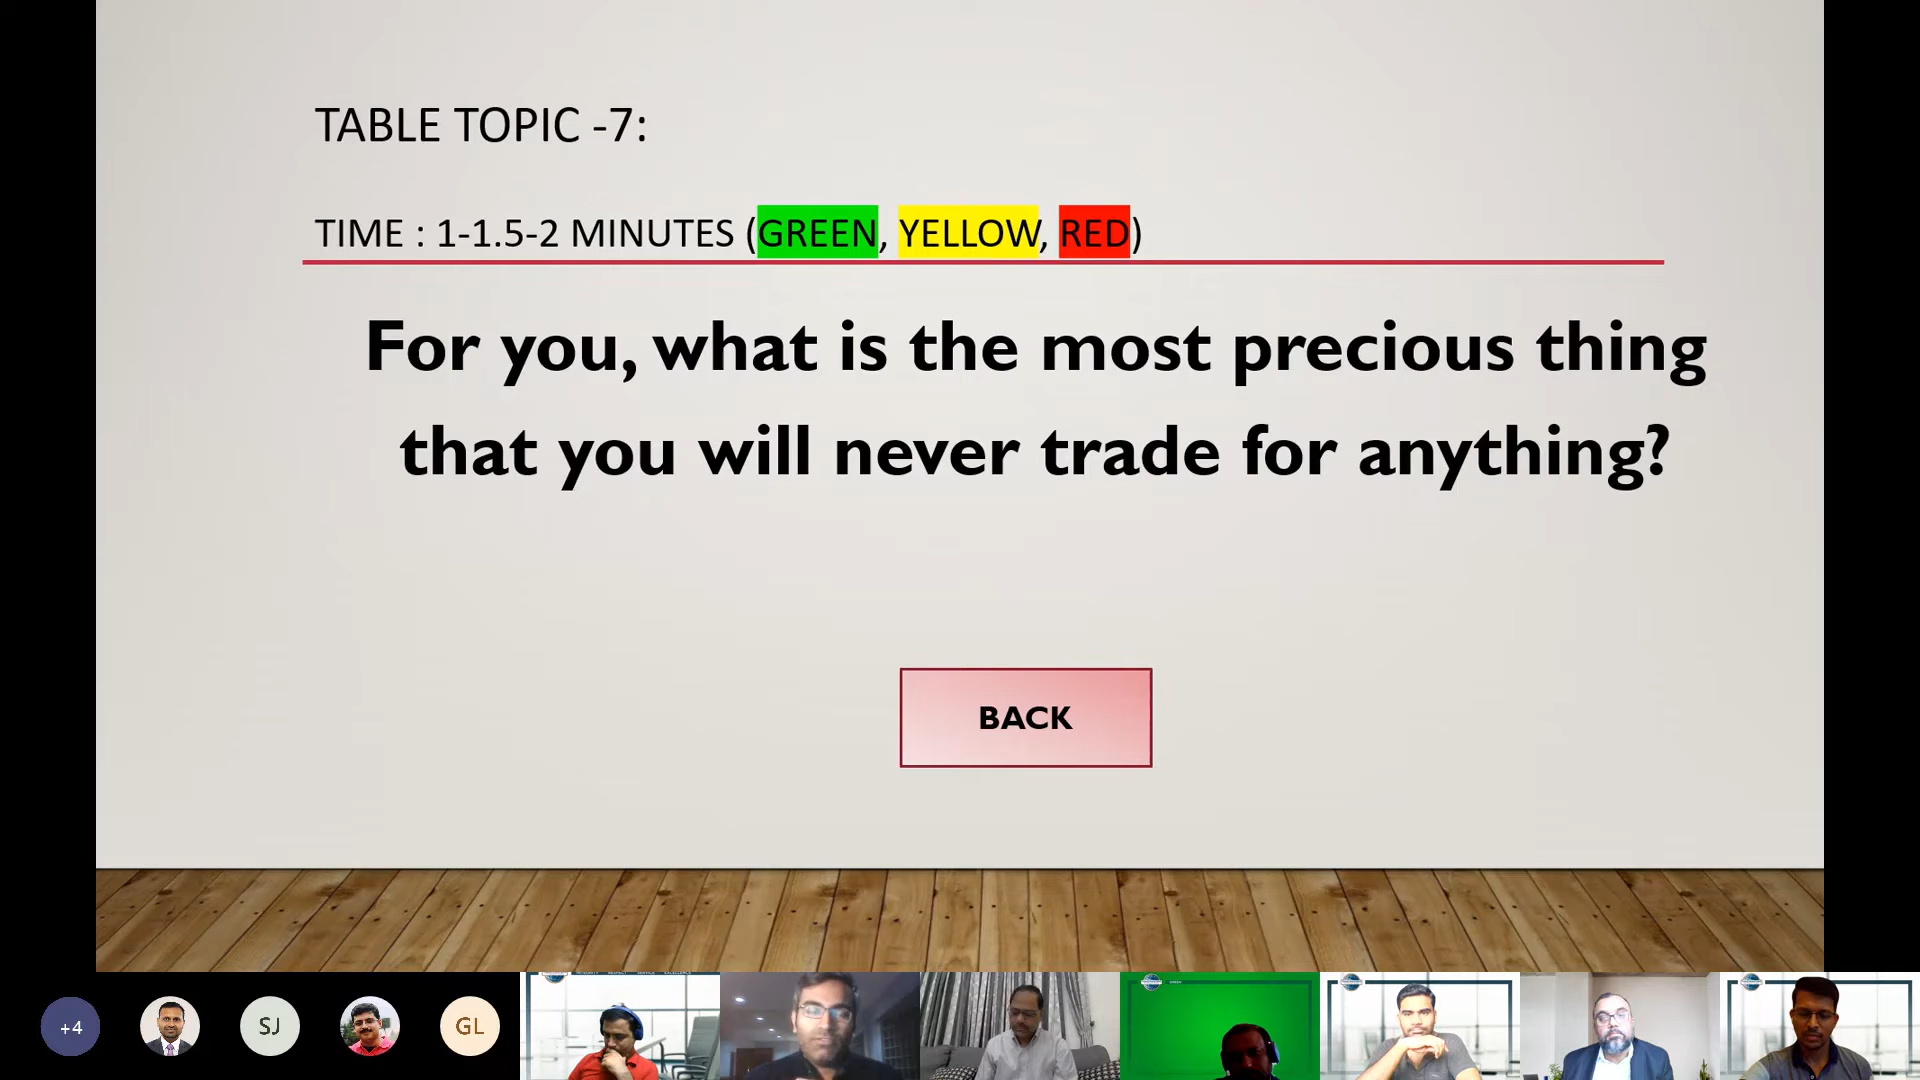 TABLE TOPIC -7:
TIME : 1-1.5-2 MINUTES (GREEN, YELLOW, RED)
For you, what is the most precious thing
that you will never trade for anything?
BACK
+4
SJ
GL
GREEN